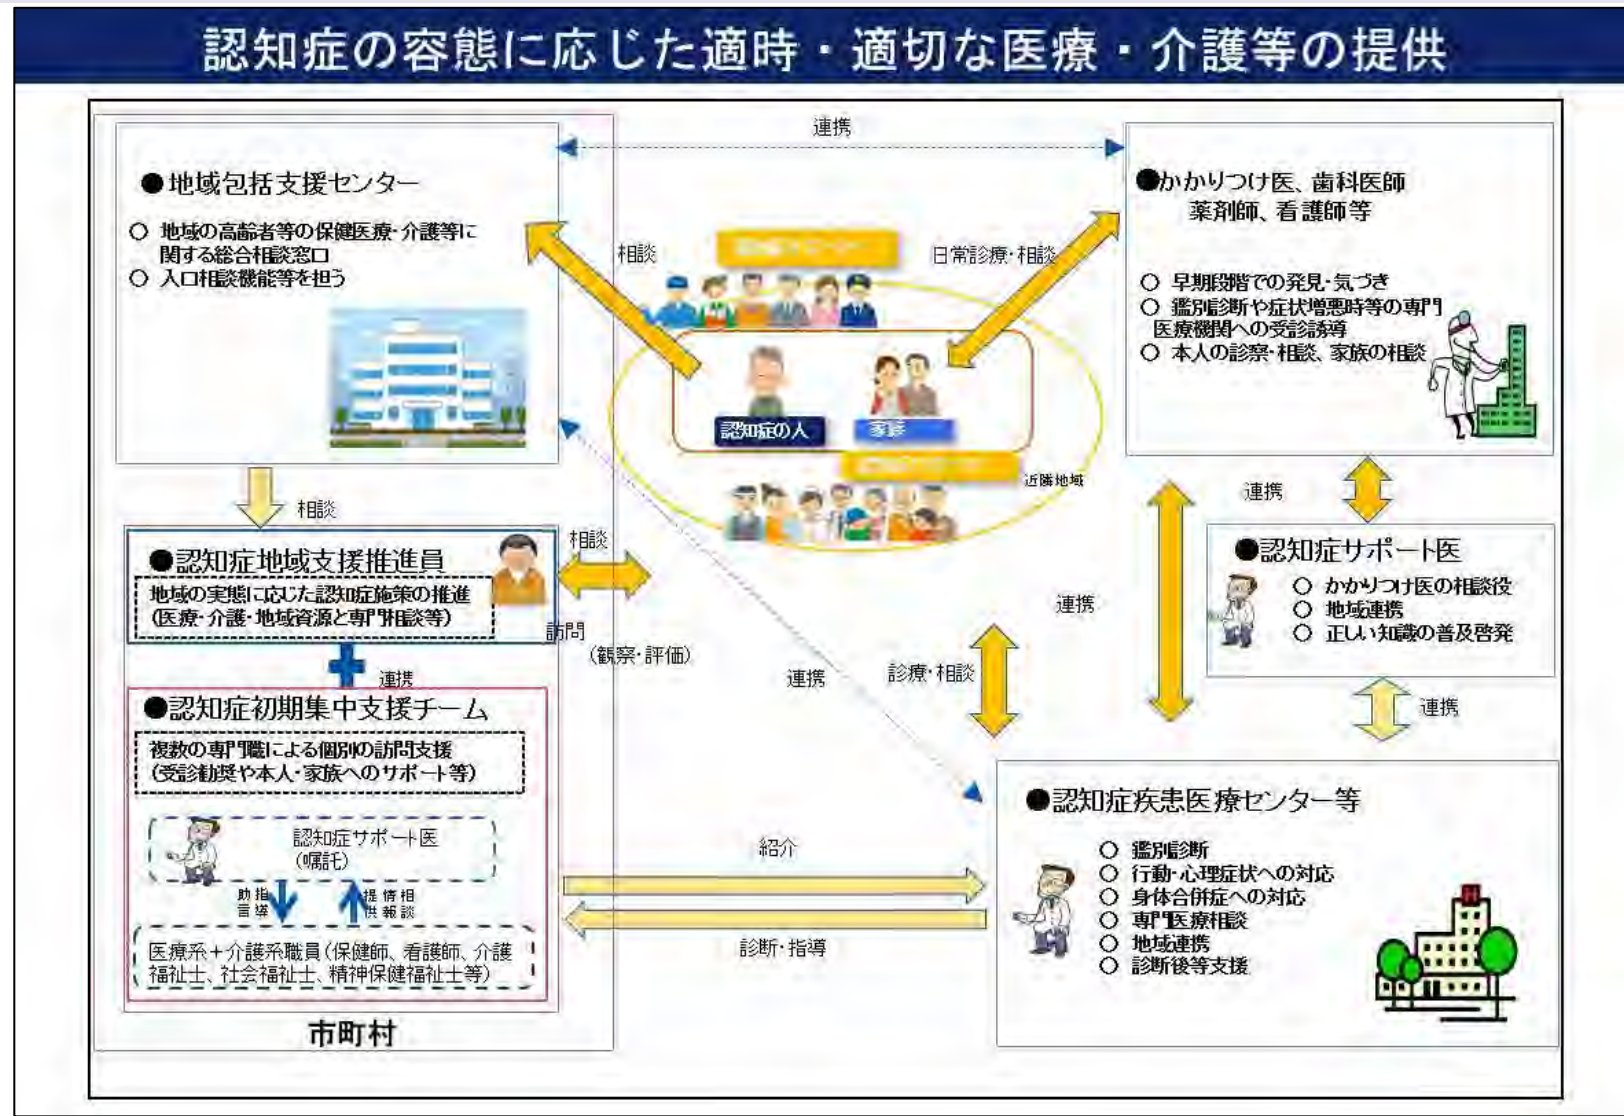 認知症の容態に応じた適時・適切な医療・介護等の提供
連携
●地域包括支援センター
○ 地域の高齢者等の保健医療・介護等に
関する総合相談窓口
○ 入口相談機能等を担う
相談
日常診療・相談
●かかりつけ医、歯科医師
薬剤師、看護師等
○ 早期段階での発見・気づき
○ 鑑別診断や症状増悪時等の専門
医療機関への受診誘導
○ 本人の診察・相談、家族の相談
認知症の人
家族
近隣地域
相談
●認知症地域支援推進員
地域の実態に応じた認知症施策の推進
(医療・介護・地域資源と専門相談等)
相談
訪問
(観察・評価)
連携
●認知症初期集中支援チーム
複数の専門職による個別の訪問支援
(受診勧奨や本人・家族へのサポート等)
認知症サポート医
(嘱託)
指導
助言
相談
情報
提供
医療系+介護系職員(保健師、看護師、介護
福祉士、社会福祉士、精神保健福祉士等)
市町村
連携
診療・相談
連携
連携
●認知症サポート医
○ かかりつけ医の相談役
○ 地域連携
○ 正しい知識の普及啓発
連携
紹介
診断・指導
●認知症疾患医療センター等
○ 鑑別診断
○ 行動・心理症状への対応
○ 身体合併症への対応
○ 専門医療相談
○ 地域連携
○ 診断後等支援